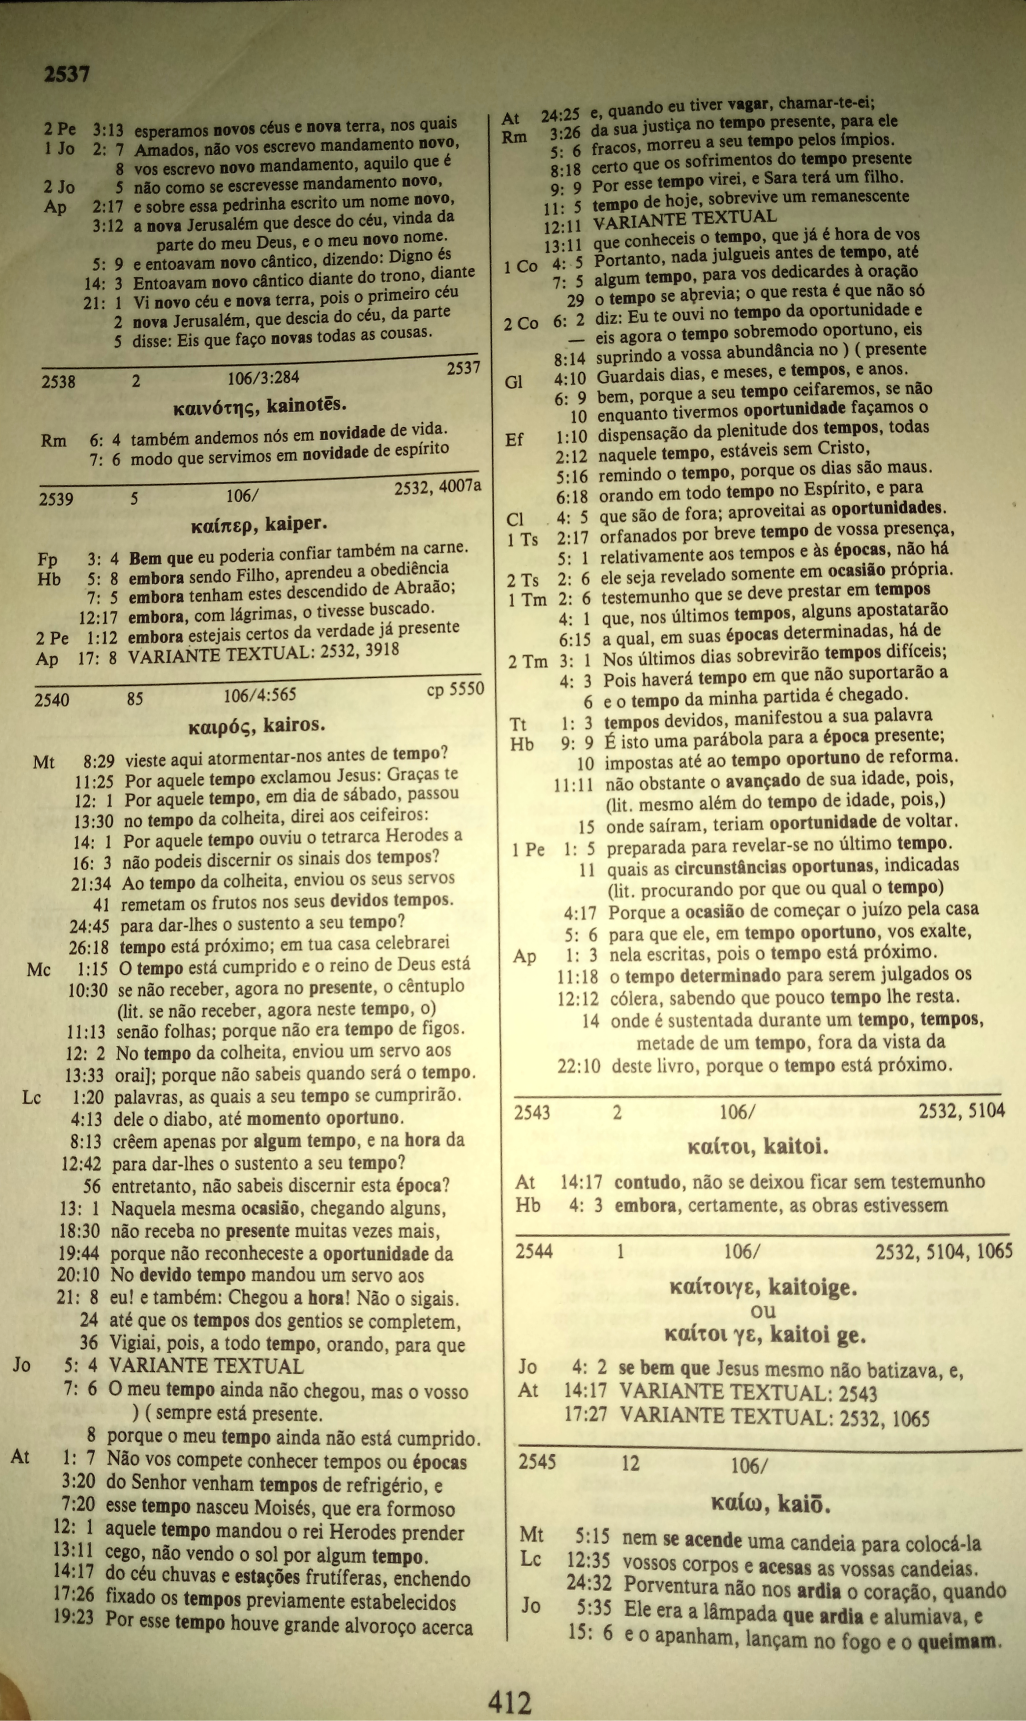 2537
2 Pe 3:13 esperamos novos céus e nova terra, nos quais
1 Jo 2: 7 Amados, não vos escrevo mandamento novo,
8 vos escrevo novo mandamento, aquilo que é
2 Jo 5 não como se escrevesse mandamento novo,
Ap 2:17 e sobre essa pedrinha escrito um nome novo,
3:12 a nova Jerusalém que desce do céu, vinda da
parte do meu Deus, e o meu novo nome.
5: 9 e entoavam novo cântico, dizendo: Digno és
14: 3 Entoavam novo cântico diante do trono, diante
21: 1 Vi novo céu e nova terra, pois o primeiro céu
2 nova Jerusalém, que descia do céu, da parte
5 disse: Eis que faço novas todas as cousas.
2538 2 106/3:284 2537
καινότης, kainotēs.
Rm 6: 4 também andemos nós em novidade de vida.
7: 6 modo que servimos em novidade de espírito
2539 5 106/ 2532, 4007a
καίπερ, kaiper.
Fp 3: 4 Bem que eu poderia confiar também na carne.
Hb 5: 8 embora sendo Filho, aprendeu a obediência
7: 5 embora tenham estes descendido de Abraão;
12:17 embora, com lágrimas, o tivesse buscado.
2 Pe 1:12 embora estejais certos da verdade já presente
Ap 17: 8 VARIANTE TEXTUAL: 2532, 3918
2540 85 106/4:565 cp 5550
καιρός, kairos.
Mt 8:29 vieste aqui atormentar-nos antes de tempo?
11:25 Por aquele tempo exclamou Jesus: Graças te
12: 1 Por aquele tempo, em dia de sábado, passou
13:30 no tempo da colheita, direi aos ceifeiros:
14: 1 Por aquele tempo ouviu o tetrarca Herodes a
16: 3 não podeis discernir os sinais dos tempos?
21:34 Ao tempo da colheita, enviou os seus servos
41 remetam os frutos nos seus devidos tempos.
24:45 para dar-lhes o sustento a seu tempo?
26:18 tempo está próximo; em tua casa celebrarei
Mc 1:15 O tempo está cumprido e o reino de Deus está
10:30 se não receber, agora no presente, o cêntuplo
(lit. se não receber, agora neste tempo, o)
11:13 senão folhas; porque não era tempo de figos.
12: 2 No tempo da colheita, enviou um servo aos
13:33 orai]; porque não sabeis quando será o tempo.
Lc 1:20 palavras, as quais a seu tempo se cumprirão.
4:13 dele o diabo, até momento oportuno.
8:13 crêem apenas por algum tempo, e na hora da
12:42 para dar-lhes o sustento a seu tempo?
56 entretanto, não sabeis discernir esta época?
13: 1 Naquela mesma ocasião, chegando alguns,
18:30 não receba no presente muitas vezes mais,
19:44 porque não reconheceste a oportunidade da
20:10 No devido tempo mandou um servo aos
21: 8 eu! e também: Chegou a hora! Não o sigais.
24 até que os tempos dos gentios se completem,
36 Vigiai, pois, a todo tempo, orando, para que
Jo 5: 4 VARIANTE TEXTUAL
7: 6 O meu tempo ainda não chegou, mas o vosso
) ( sempre está presente.
8 porque o meu tempo ainda não está cumprido.
At 1: 7 Não vos compete conhecer tempos ou épocas
3:20 do Senhor venham tempos de refrigério, e
7:20 esse tempo nasceu Moisés, que era formoso
12: 1 aquele tempo mandou o rei Herodes prender
13:11 cego, não vendo o sol por algum tempo.
14:17 do céu chuvas e estações frutíferas, enchendo
17:26 fixado os tempos previamente estabelecidos
19:23 Por esse tempo houve grande alvoroço acerca
At 24:25 e, quando eu tiver vagar, chamar-te-ei;
Rm 3:26 da sua justiça no tempo presente, para ele
5: 6 fracos, morreu a seu tempo pelos ímpios.
8:18 certo que os sofrimentos do tempo presente
9: 9 Por esse tempo virei, e Sara terá um filho.
11: 5 tempo de hoje, sobrevive um remanescente
12:11 VARIANTE TEXTUAL
13:11 que conheceis o tempo, que já é hora de vos
1 Co 4: 5 Portanto, nada julgueis antes de tempo, até
7: 5 algum tempo, para vos dedicardes à oração
29 o tempo se abrevia; o que resta é que não só
2 Co 6: 2 diz: Eu te ouvi no tempo da oportunidade e
— eis agora o tempo sobremodo oportuno, eis
8:14 suprindo a vossa abundância no ) ( presente
Gl 4:10 Guardais dias, e meses, e tempos, e anos.
6: 9 bem, porque a seu tempo ceifaremos, se não
10 enquanto tivermos oportunidade façamos o
Ef 1:10 dispensação da plenitude dos tempos, todas
2:12 naquele tempo, estáveis sem Cristo,
5:16 remindo o tempo, porque os dias são maus.
6:18 orando em todo tempo no Espírito, e para
Cl 4: 5 que são de fora; aproveitai as oportunidades.
1 Ts 2:17 orfanados por breve tempo de vossa presença,
5: 1 relativamente aos tempos e às épocas, não há
2 Ts 2: 6 ele seja revelado somente em ocasião própria.
1 Tm 2: 6 testemunho que se deve prestar em tempos
4: 1 que, nos últimos tempos, alguns apostatarão
6:15 a qual, em suas épocas determinadas, há de
2 Tm 3: 1 Nos últimos dias sobrevirão tempos difíceis;
4: 3 Pois haverá tempo em que não suportarão a
6 e o tempo da minha partida é chegado.
Tt 1: 3 tempos devidos, manifestou a sua palavra
Hb 9: 9 É isto uma parábola para a época presente;
10 impostas até ao tempo oportuno de reforma.
11:11 não obstante o avançado de sua idade, pois,
(lit. mesmo além do tempo de idade, pois,)
15 onde saíram, teriam oportunidade de voltar.
1 Pe 1: 5 preparada para revelar-se no último tempo.
11 quais as circunstâncias oportunas, indicadas
(lit. procurando por que ou qual o tempo)
4:17 Porque a ocasião de começar o juízo pela casa
5: 6 para que ele, em tempo oportuno, vos exalte,
Ap 1: 3 nela escritas, pois o tempo está próximo.
11:18 o tempo determinado para serem julgados os
12:12 cólera, sabendo que pouco tempo lhe resta.
14 onde é sustentada durante um tempo, tempos,
metade de um tempo, fora da vista da
22:10 deste livro, porque o tempo está próximo.
2543 2 106/ 2532, 5104
καίτοι, kaitoi.
At 14:17 contudo, não se deixou ficar sem testemunho
Hb 4: 3 embora, certamente, as obras estivessem
2544 1 106/ 2532, 5104, 1065
καίτοιγε, kaitoige.
ou
καίτοι γε, kaitoi ge.
Jo 4: 2 se bem que Jesus mesmo não batizava, e,
At 14:17 VARIANTE TEXTUAL: 2543
17:27 VARIANTE TEXTUAL: 2532, 1065
2545 12 106/
καίω, kaiō.
Mt 5:15 nem se acende uma candeia para colocá-la
Lc 12:35 vossos corpos e acesas as vossas candeias.
24:32 Porventura não nos ardia o coração, quando
Jo 5:35 Ele era a lâmpada que ardia e alumiava, e
15: 6 e o apanham, lançam no fogo e o queimam.
412